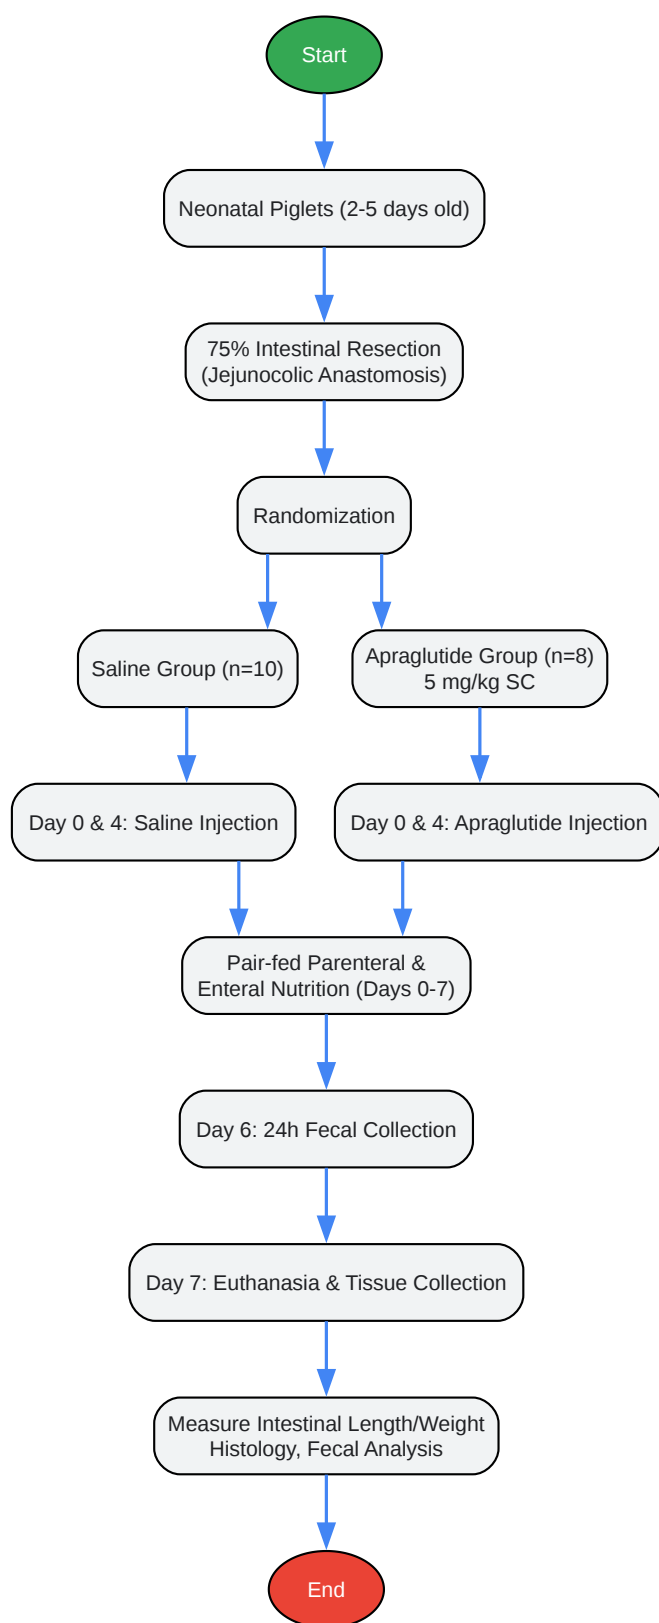 Start
Neonatal Piglets (2-5 days old)
75% Intestinal Resection
(Jejunocolic Anastomosis)
Randomization
Saline Group (n=10)
Apraglutide Group (n=8)
5 mg/kg SC
Day 0 & 4: Saline Injection
Day 0 & 4: Apraglutide Injection
Pair-fed Parenteral &
Enteral Nutrition (Days 0-7)
Day 6: 24h Fecal Collection
Day 7: Euthanasia & Tissue Collection
Measure Intestinal Length/Weight
Histology, Fecal Analysis
End